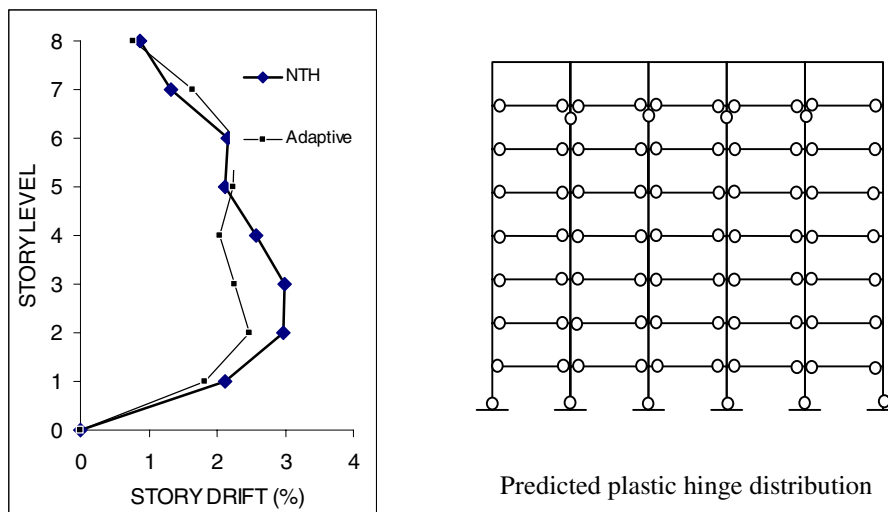 8
7
6
5
4
3
2
1
0
STORY LEVEL
NTH
Adaptive
0 1 2 3 4
STORY DRIFT (%)
Predicted plastic hinge distribution